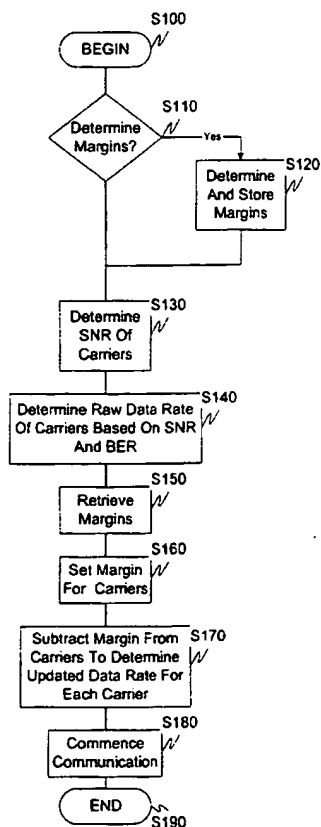 S100
BEGIN
S110
Determine
Margins?
Yes
S120
Determine
And Store
Margins
S130
Determine
SNR Of
Carriers
S140
Determine Raw Data Rate
Of Carriers Based On SNR
And BER
S150
Retrieve
Margins
S160
Set Margin
For Carriers
S170
Subtract Margin From
Carriers To Determine
Updated Data Rate For
Each Carrier
S180
Commence
Communication
END
S190